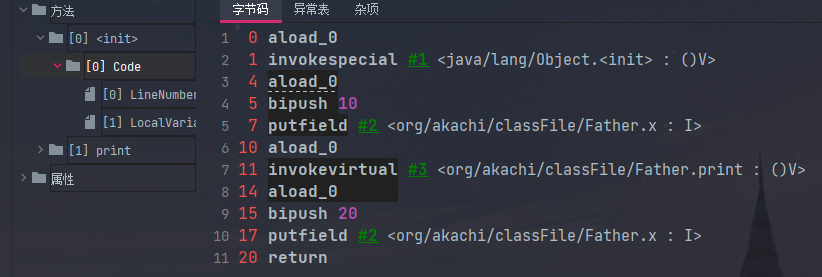 方法
[0] <init>
[0] Code
[0] LineNumber
[1] LocalVaria
[1] print
属性
字节码 异常表 杂项
1 0 aload_0
2 1 invokespecial #1 <java/lang/Object.<init> : ()V>
3 4 aload_0
4 5 bipush 10
5 7 putfield #2 <org/akachi/classFile/Father.x : I>
6 10 aload_0
7 11 invokevirtual #3 <org/akachi/classFile/Father.print : ()V>
8 14 aload_0
9 15 bipush 20
10 17 putfield #2 <org/akachi/classFile/Father.x : I>
11 20 return